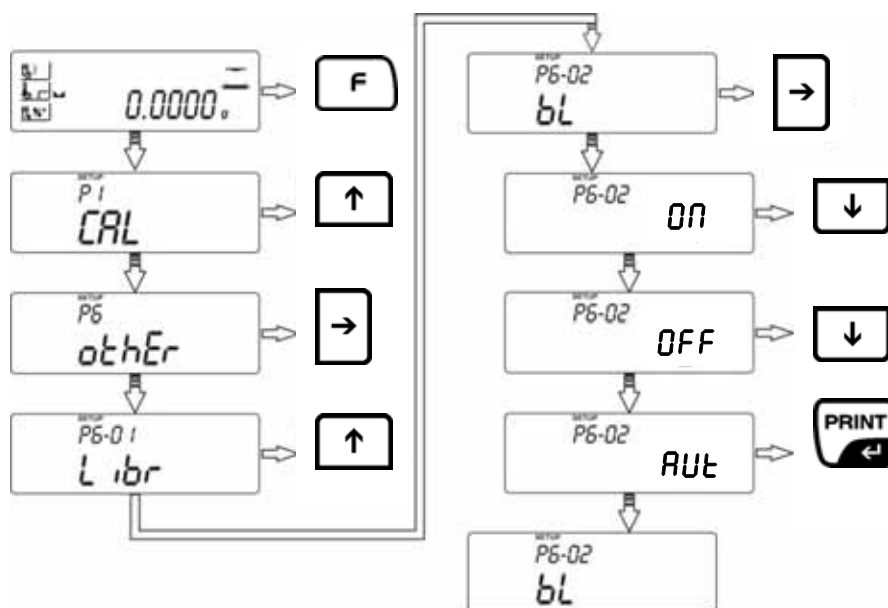 0.0000
F
SETUP
P1
CAL
↑
SETUP
P6
othEr
→
SETUP
P6-01
Libr
↑
SETUP
P6-02
bL
→
SETUP
P6-02
ON
↓
SETUP
P6-02
OFF
↓
SETUP
P6-02
AUt
PRINT
SETUP
P6-02
bL